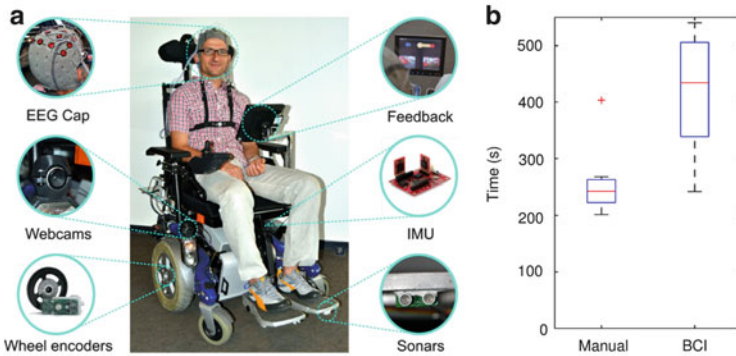 a
EEG Cap
Webcams
Wheel encoders
Feedback
IMU
Sonars
b
Time (s)
500
400
300
200
100
0
Manual
BCI